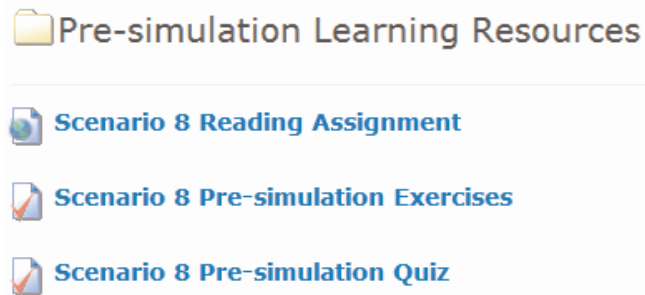 Pre-simulation Learning Resources
Scenario 8 Reading Assignment
Scenario 8 Pre-simulation Exercises
Scenario 8 Pre-simulation Quiz